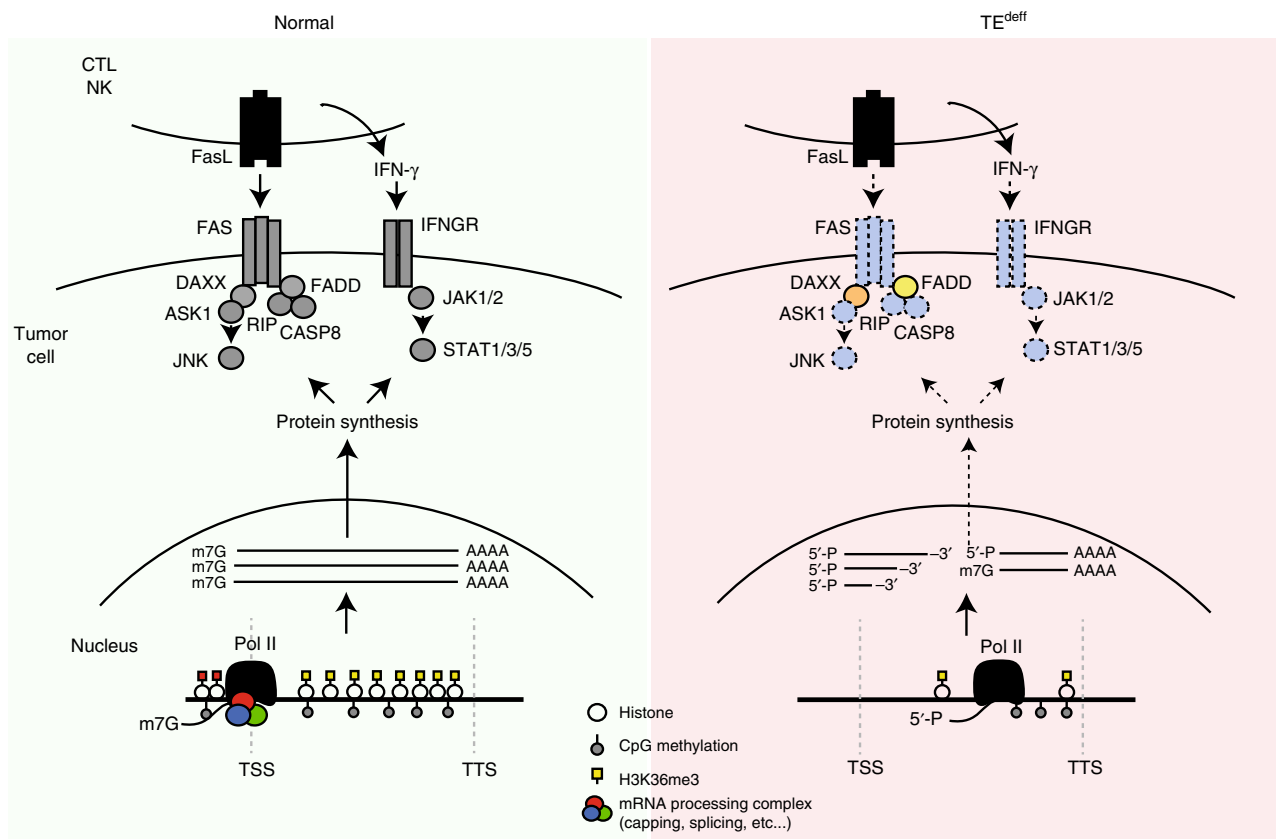 Normal
CTL
NK
FasL
IFN-γ
FAS
IFNGR
DAXX
FADD
ASK1
RIP
CASP8
JAK1/2
JNK
STAT1/3/5
Tumor
cell
Protein synthesis
m7G AAAA
m7G AAAA
m7G AAAA
Nucleus
Pol II
m7G
TSS
TTS
TEdeff
FasL
IFN-γ
FAS
IFNGR
DAXX
FADD
ASK1
RIP
CASP8
JAK1/2
JNK
STAT1/3/5
Protein synthesis
5′-P –3′ 5′-P AAAA
5′-P –3′ m7G AAAA
5′-P –3′
Pol II
5′-P
TSS
TTS
Histone
CpG methylation
H3K36me3
mRNA processing complex
(capping, splicing, etc...)